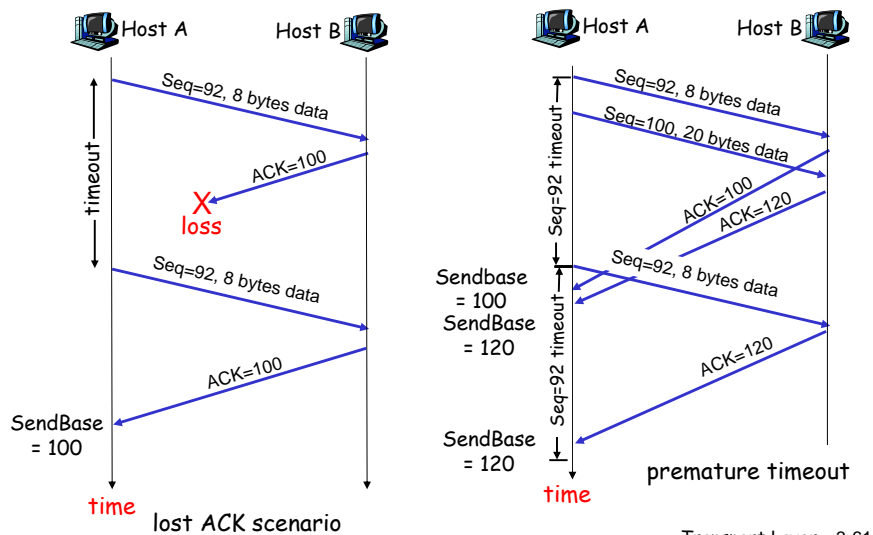 Host A
Host B
Seq=92, 8 bytes data
timeout
ACK=100
X
loss
Seq=92, 8 bytes data
ACK=100
SendBase
= 100
time
lost ACK scenario
Host A
Host B
Seq=92, 8 bytes data
Seq=100, 20 bytes data
Seq=92 timeout
ACK=100
ACK=120
Seq=92, 8 bytes data
Sendbase
= 100
SendBase
= 120
Seq=92 timeout
ACK=120
SendBase
= 120
time
premature timeout